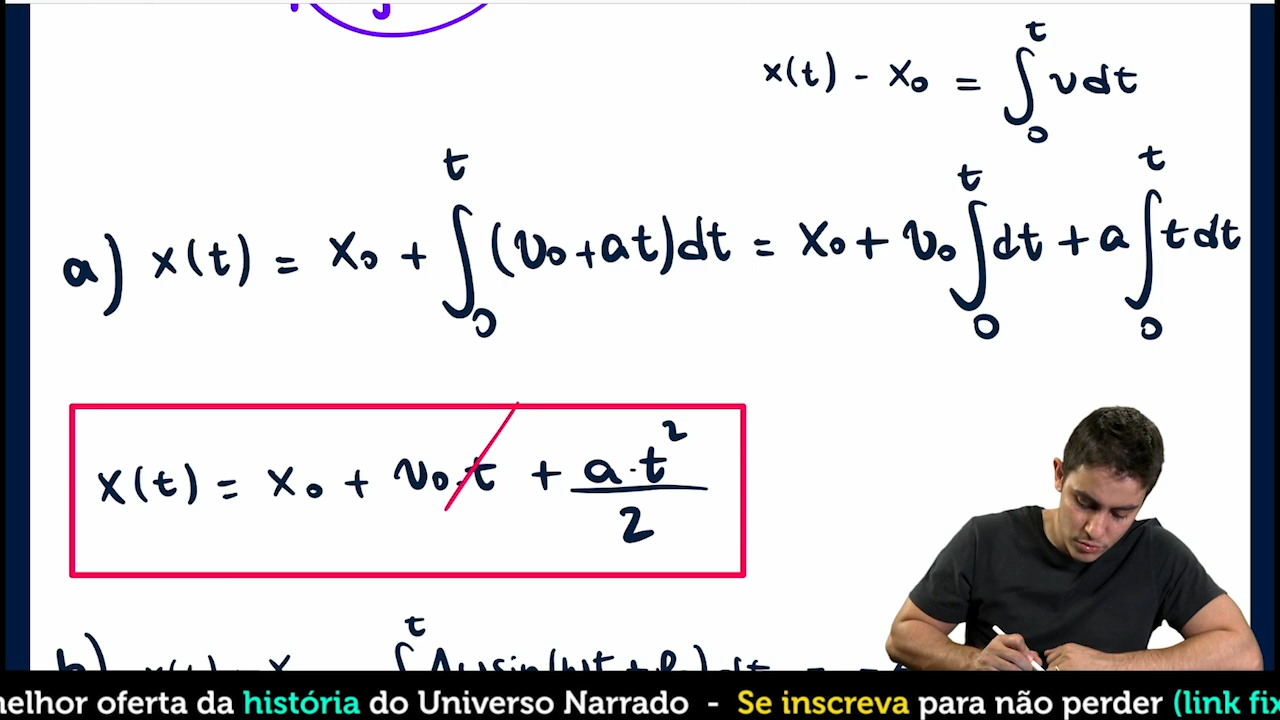 x(t) - x₀ = ∫₀ᵗ v dt
a) x(t) = x₀ + ∫₀ᵗ (v₀ + at) dt = x₀ + v₀ ∫₀ᵗ dt + a ∫₀ᵗ t dt
x(t) = x₀ + v₀.t + a.t²/2
b)
melhor oferta da história do Universo Narrado - Se inscreva para não perder (link fix